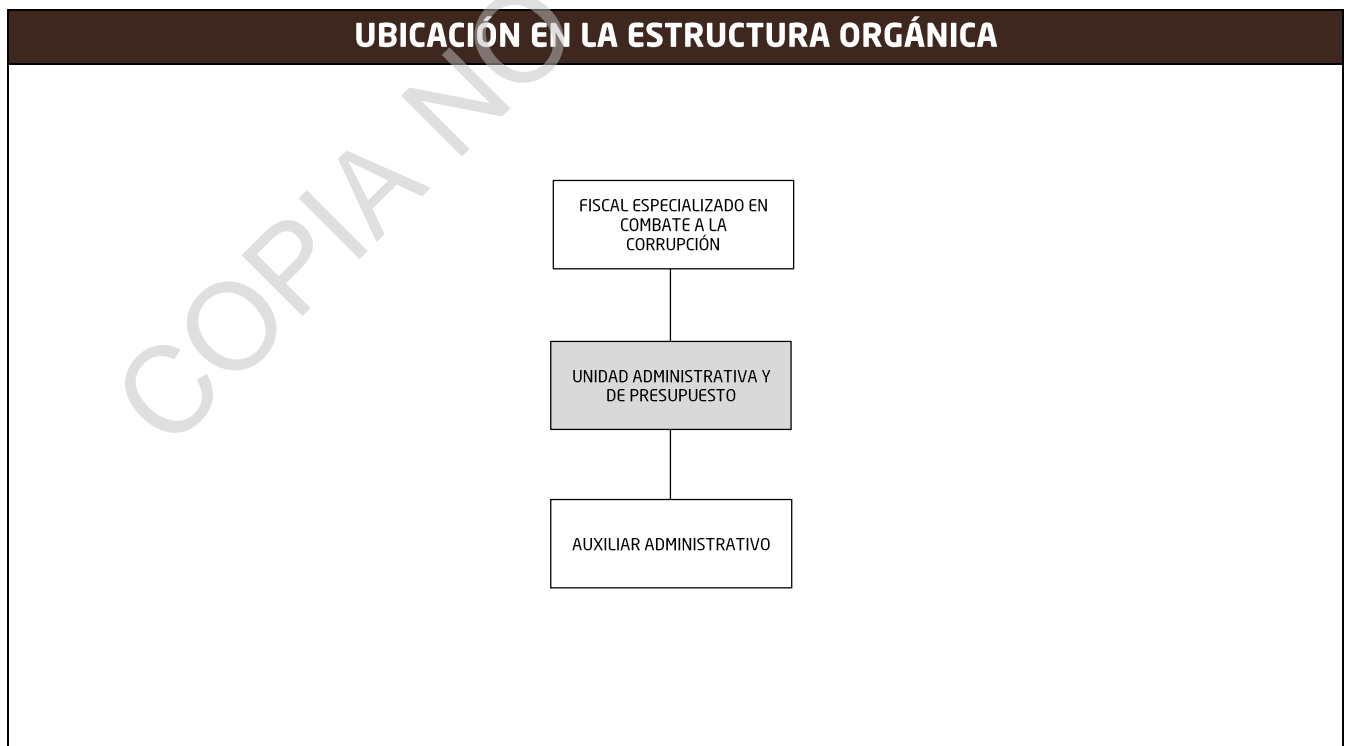 UBICACIÓN EN LA ESTRUCTURA ORGÁNICA
COPIA NO
FISCAL ESPECIALIZADO EN
COMBATE A LA
CORRUPCIÓN
UNIDAD ADMINISTRATIVA Y
DE PRESUPUESTO
AUXILIAR ADMINISTRATIVO